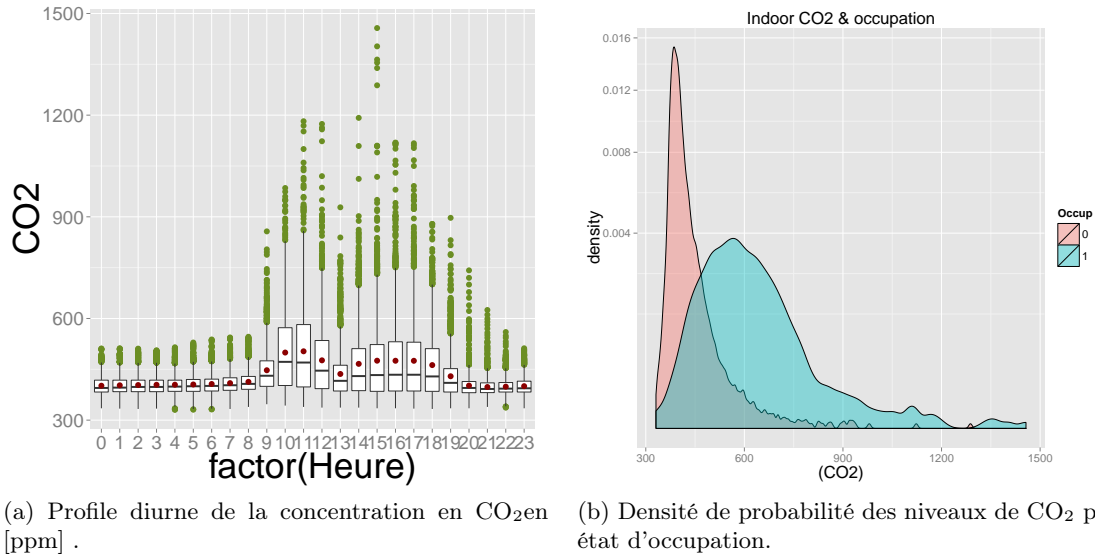 1500
1200
900
600
300
CO2
0 1 2 3 4 5 6 7 8 9 10 11 12 13 14 15 16 17 18 19 20 21 22 23
factor(Heure)
(a) Profile diurne de la concentration en CO₂en
[ppm] .
Indoor CO2 & occupation
0.016
0.012
0.008
0.004
density
300 600 900 1200 1500
(CO2)
Occup
0
1
(b) Densité de probabilité des niveaux de CO₂ p
état d'occupation.